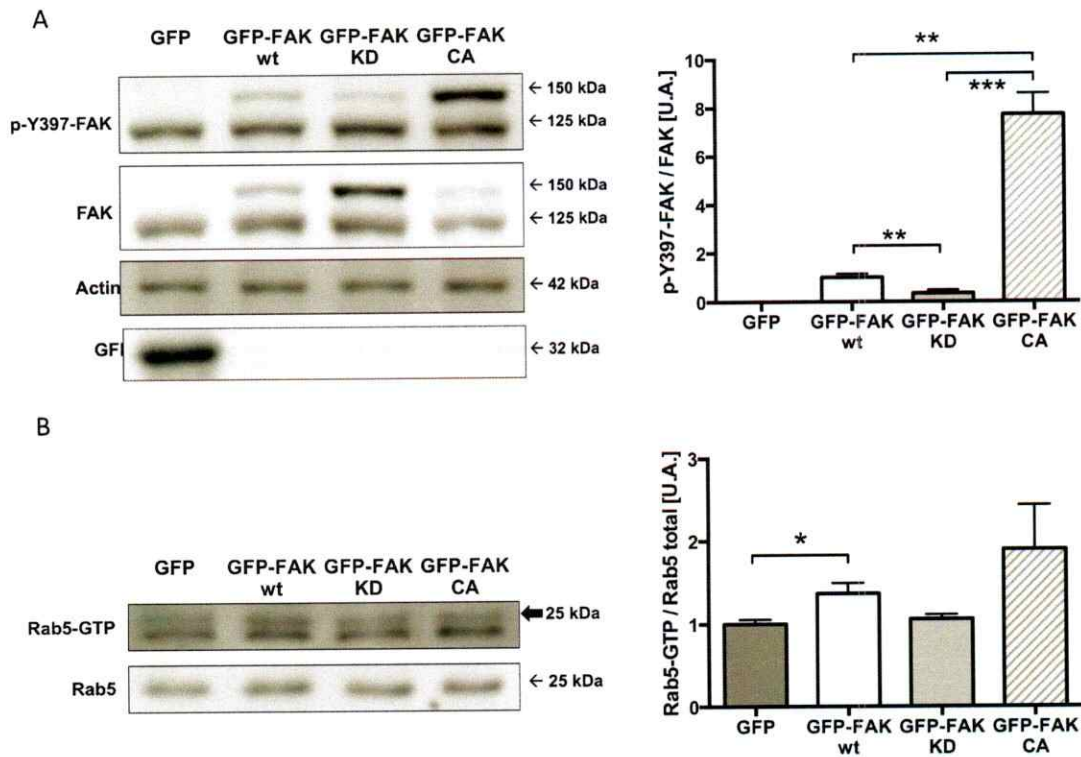 A
GFP GFP-FAK GFP-FAK GFP-FAK
wt KD CA
p-Y397-FAK
← 150 kDa
← 125 kDa
FAK
← 150 kDa
← 125 kDa
Actin
← 42 kDa
GFI
← 32 kDa
p-Y397-FAK / FAK [U.A.]
10
8
6
4
2
0
**
***
**
GFP GFP-FAK GFP-FAK GFP-FAK
wt KD CA
B
GFP GFP-FAK GFP-FAK GFP-FAK
wt KD CA
Rab5-GTP
25 kDa
Rab5
← 25 kDa
Rab5-GTP / Rab5 total [U.A.]
3
2
1
0
*
GFP GFP-FAK GFP-FAK GFP-FAK
wt KD CA